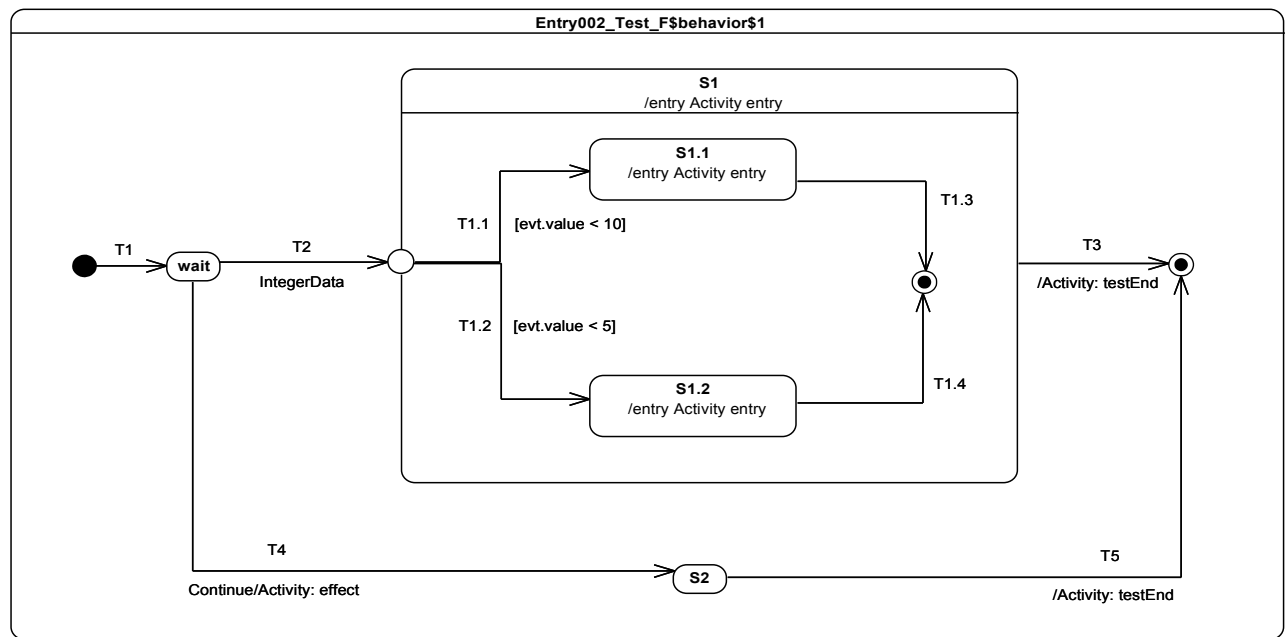 Entry002_Test_F$behavior$1
S1
/entry Activity entry
S1.1
/entry Activity entry
T1.1
[evt.value < 10]
T1.3
T1
wait
T2
IntegerData
T3
/Activity: testEnd
T1.2
[evt.value < 5]
S1.2
/entry Activity entry
T1.4
T4
Continue/Activity: effect
S2
T5
/Activity: testEnd